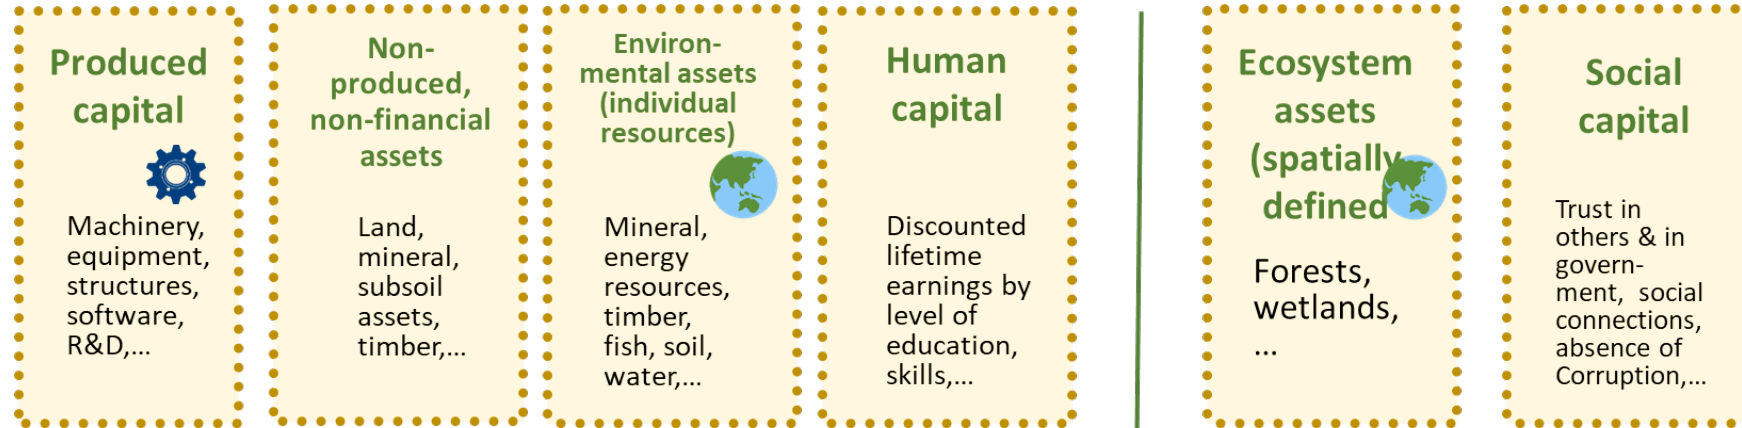 Produced
capital
Machinery,
equipment,
structures,
software,
R&D,...
Non-
produced,
non-financial
assets
Land,
mineral,
subsoil
assets,
timber,...
Environ-
mental assets
(individual
resources)
Mineral,
energy
resources,
timber,
fish, soil,
water,...
Human
capital
Discounted
lifetime
earnings by
level of
education,
skills,...
Ecosystem
assets
(spatially
defined
Forests,
wetlands,
...
Social
capital
Trust in
others & in
govern-
ment, social
connections,
absence of
Corruption,...